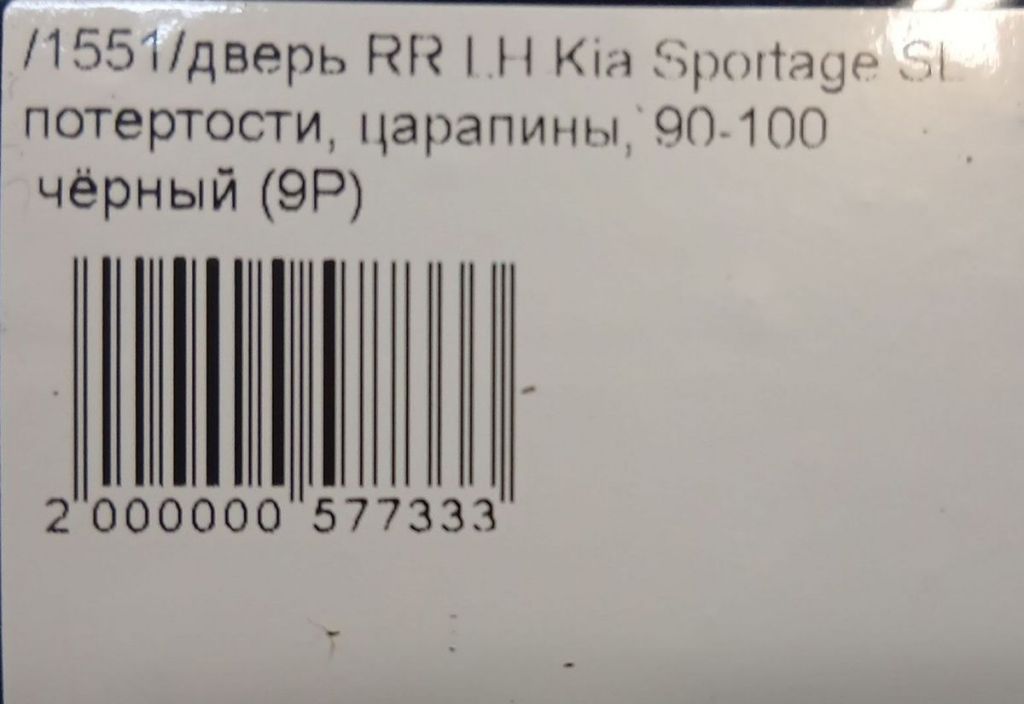 /1551/дверь RR LH Kia Sportage SL
потертости, царапины, 90-100
чёрный (9P)
2 000000 577333